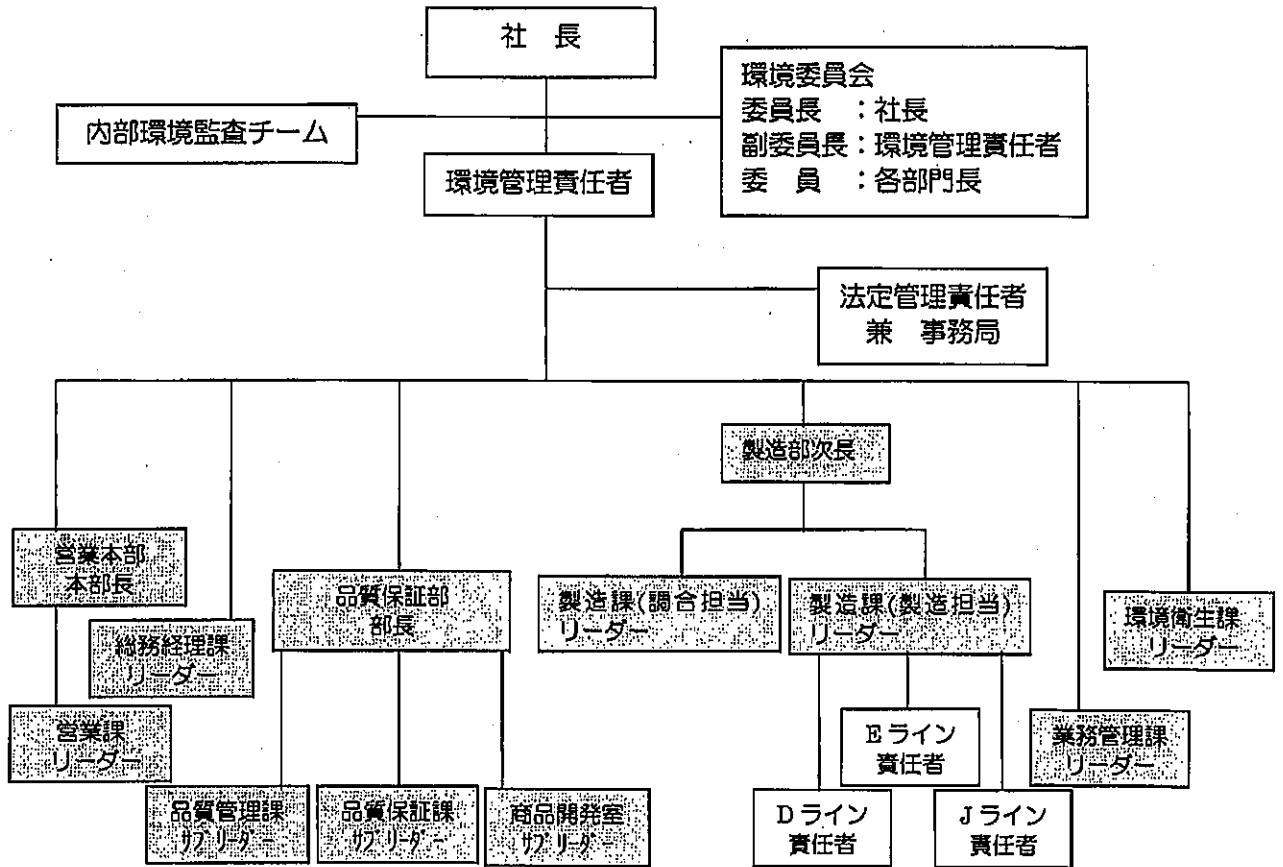 社　長
環境委員会
委員長　：社長
副委員長：環境管理責任者
委　員　：各部門長
内部環境監査チーム
環境管理責任者
法定管理責任者
兼　事務局
製造部次長
営業本部
本部長
品質保証部
部長
製造課(調合担当)
リーダー
製造課(製造担当)
リーダー
環境衛生課
リーダー
総務経理課
リーダー
営業課
リーダー
Eライン
責任者
業務管理課
リーダー
品質管理課
ｻﾌﾞﾘｰﾀﾞｰ
品質保証課
ｻﾌﾞﾘｰﾀﾞｰ
商品開発室
ｻﾌﾞﾘｰﾀﾞｰ
Dライン
責任者
Jライン
責任者